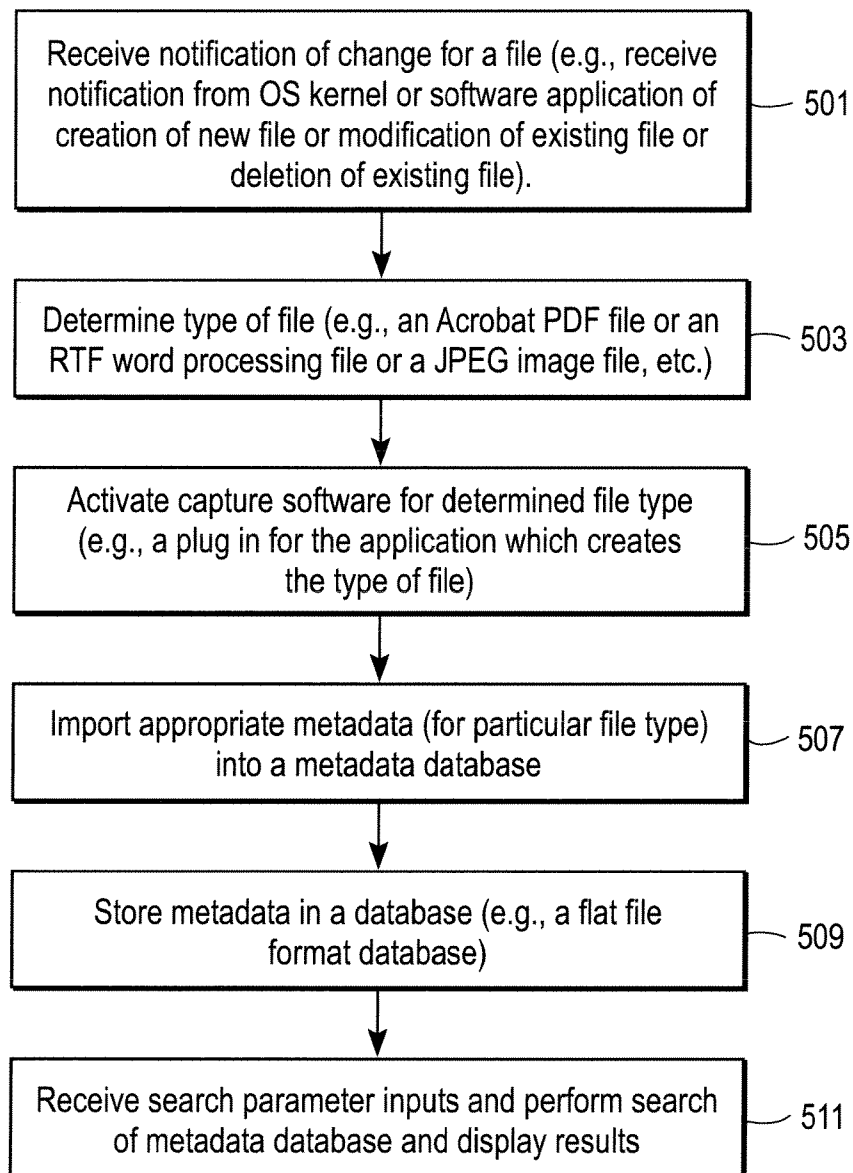 Receive notification of change for a file (e.g., receive
notification from OS kernel or software application of
creation of new file or modification of existing file or
deletion of existing file).
501
Determine type of file (e.g., an Acrobat PDF file or an
RTF word processing file or a JPEG image file, etc.)
503
Activate capture software for determined file type
(e.g., a plug in for the application which creates
the type of file)
505
Import appropriate metadata (for particular file type)
into a metadata database
507
Store metadata in a database (e.g., a flat file
format database)
509
Receive search parameter inputs and perform search
of metadata database and display results
511